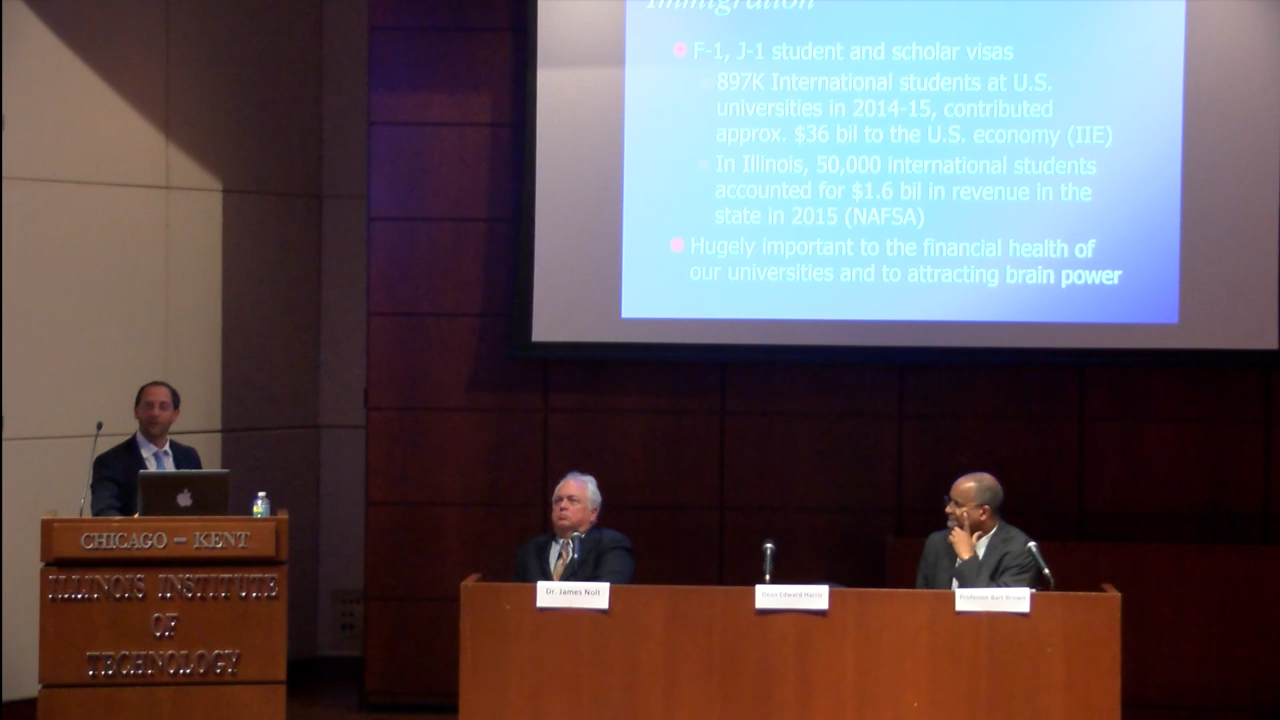 Immigration
F-1, J-1 student and scholar visas
897K International students at U.S.
universities in 2014-15, contributed
approx. $36 bil to the U.S. economy (IIE)
In Illinois, 50,000 international students
accounted for $1.6 bil in revenue in the
state in 2015 (NAFSA)
Hugely important to the financial health of
our universities and to attracting brain power
CHICAGO – KENT
ILLINOIS INSTITUTE
OF
TECHNOLOGY
Dr. James Nolt
Dean Edward Harris
Professor Bart Brown